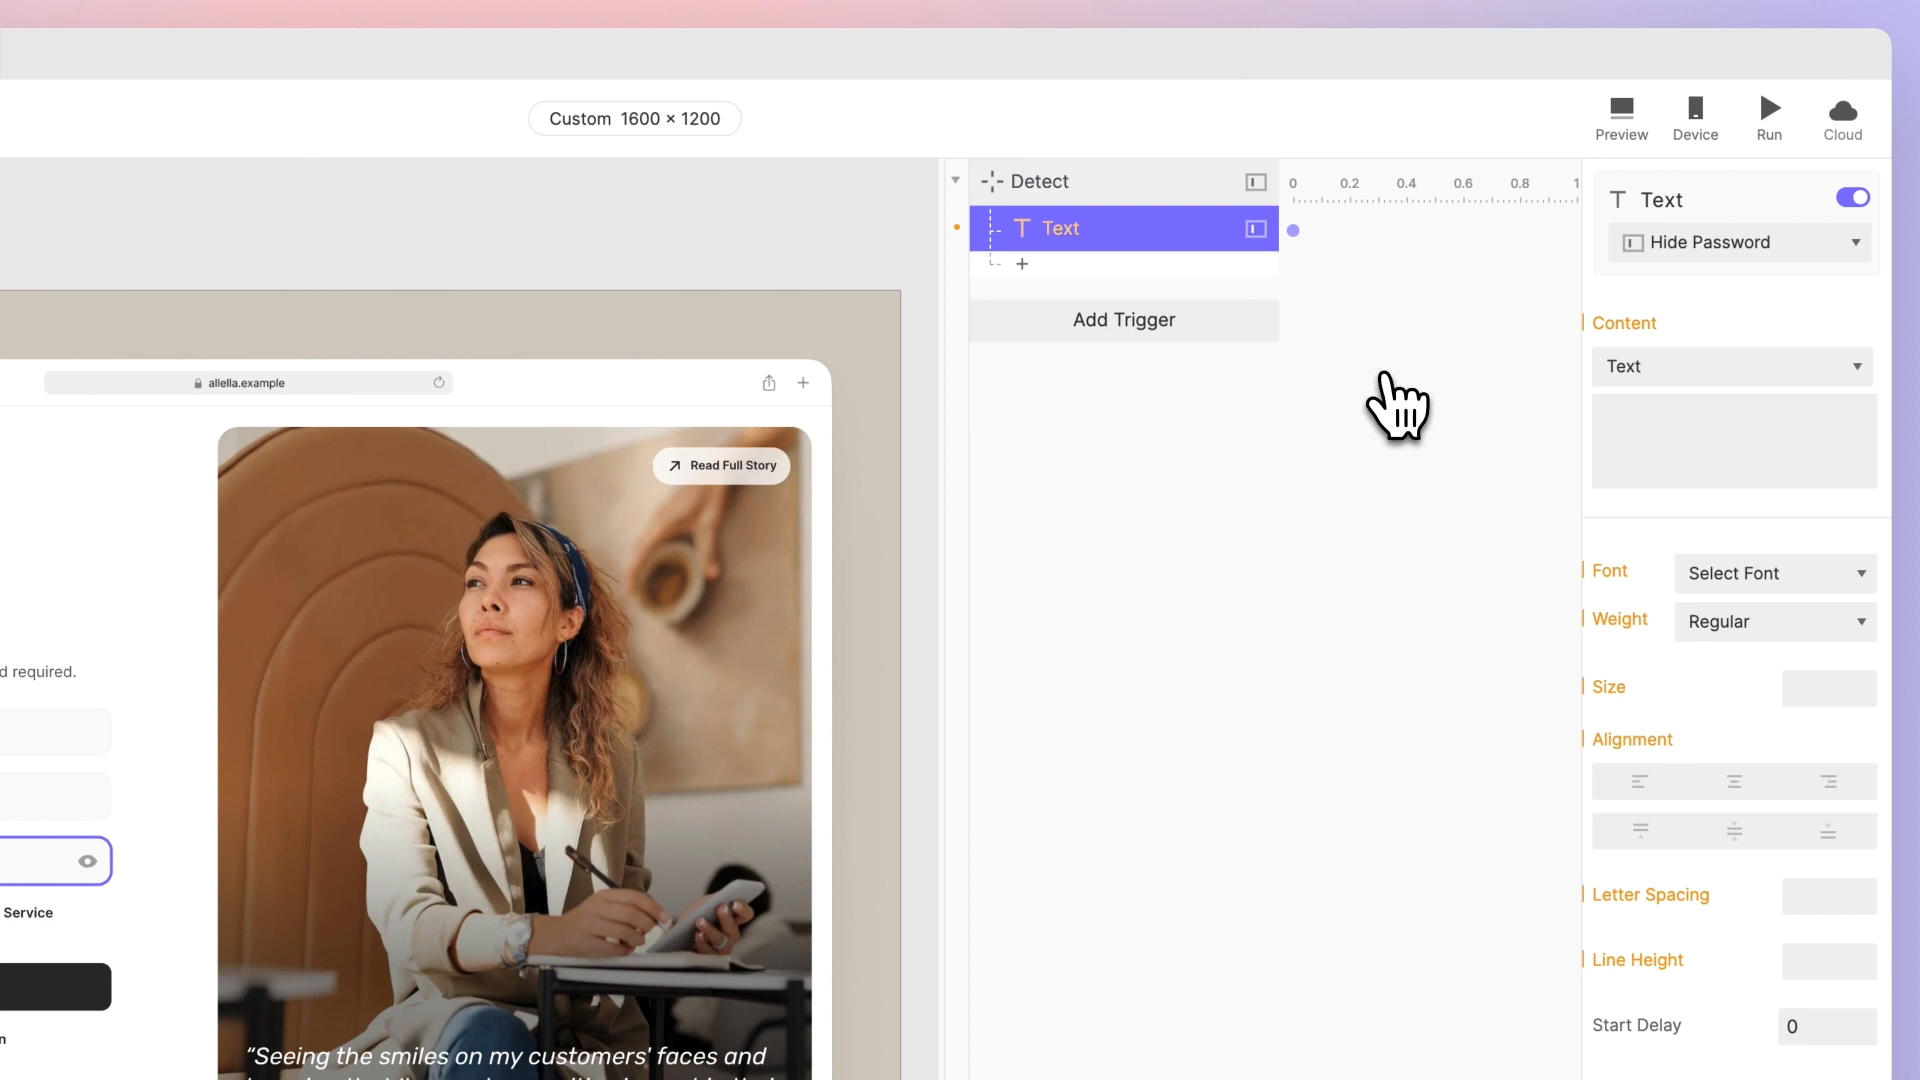 Custom 1600 × 1200
Preview
Device
Run
Cloud
Detect
0 0.2 0.4 0.6 0.8 1
Text
+
Add Trigger
Text
Hide Password
Content
Text
Font
Select Font
Weight
Regular
Size
Alignment
Letter Spacing
Line Height
Start Delay
0
allella.example
Read Full Story
d required.
Service
n
“Seeing the smiles on my customers' faces and